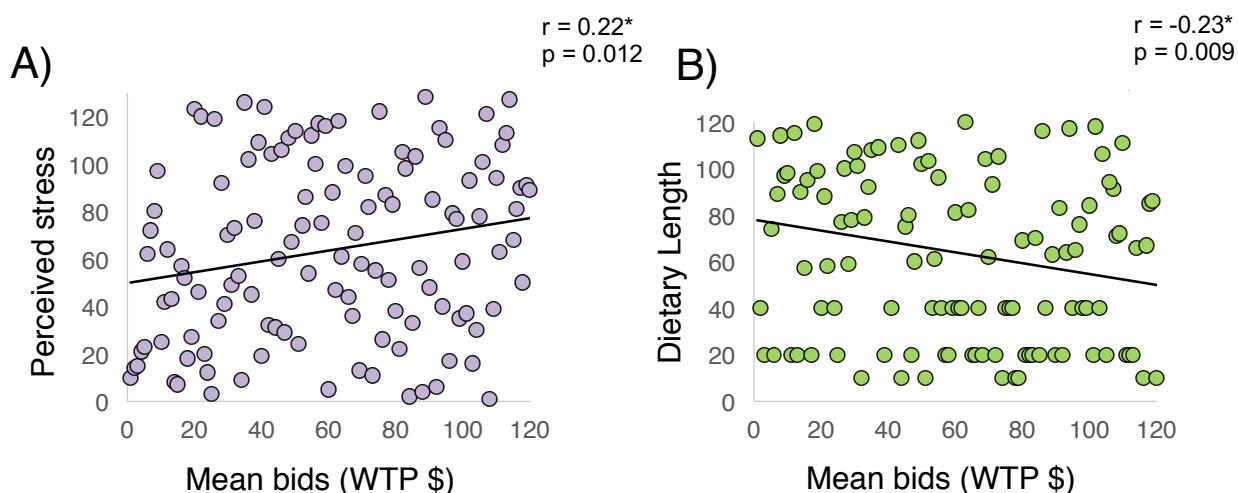 A)
r = 0.22*
p = 0.012
Perceived stress
120
100
80
60
40
20
0
0 20 40 60 80 100 120
Mean bids (WTP $)
B)
r = -0.23*
p = 0.009
Dietary Length
120
100
80
60
40
20
0
0 20 40 60 80 100 120
Mean bids (WTP $)